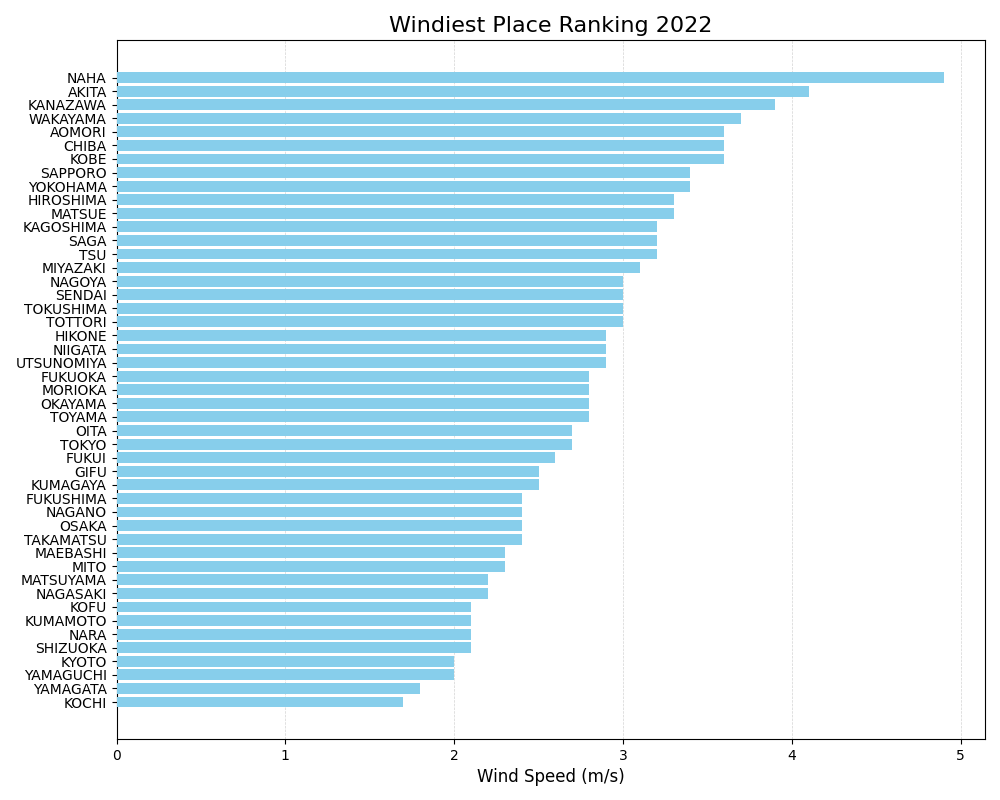 Windiest Place Ranking 2022
NAHA
AKITA
KANAZAWA
WAKAYAMA
AOMORI
CHIBA
KOBE
SAPPORO
YOKOHAMA
HIROSHIMA
MATSUE
KAGOSHIMA
SAGA
TSU
MIYAZAKI
NAGOYA
SENDAI
TOKUSHIMA
TOTTORI
HIKONE
NIIGATA
UTSUNOMIYA
FUKUOKA
MORIOKA
OKAYAMA
TOYAMA
OITA
TOKYO
FUKUI
GIFU
KUMAGAYA
FUKUSHIMA
NAGANO
OSAKA
TAKAMATSU
MAEBASHI
MITO
MATSUYAMA
NAGASAKI
KOFU
KUMAMOTO
NARA
SHIZUOKA
KYOTO
YAMAGUCHI
YAMAGATA
KOCHI
0 1 2 3 4 5
Wind Speed (m/s)